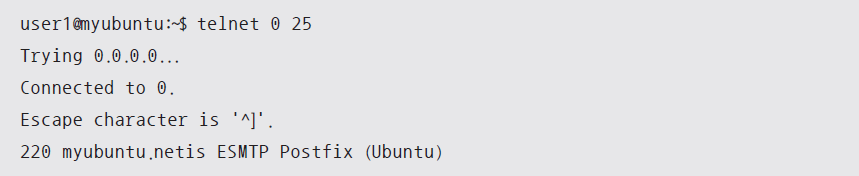 user1@myubuntu:~$ telnet 0 25
Trying 0.0.0.0...
Connected to 0.
Escape character is '^]'.
220 myubuntu.netis ESMTP Postfix (Ubuntu)